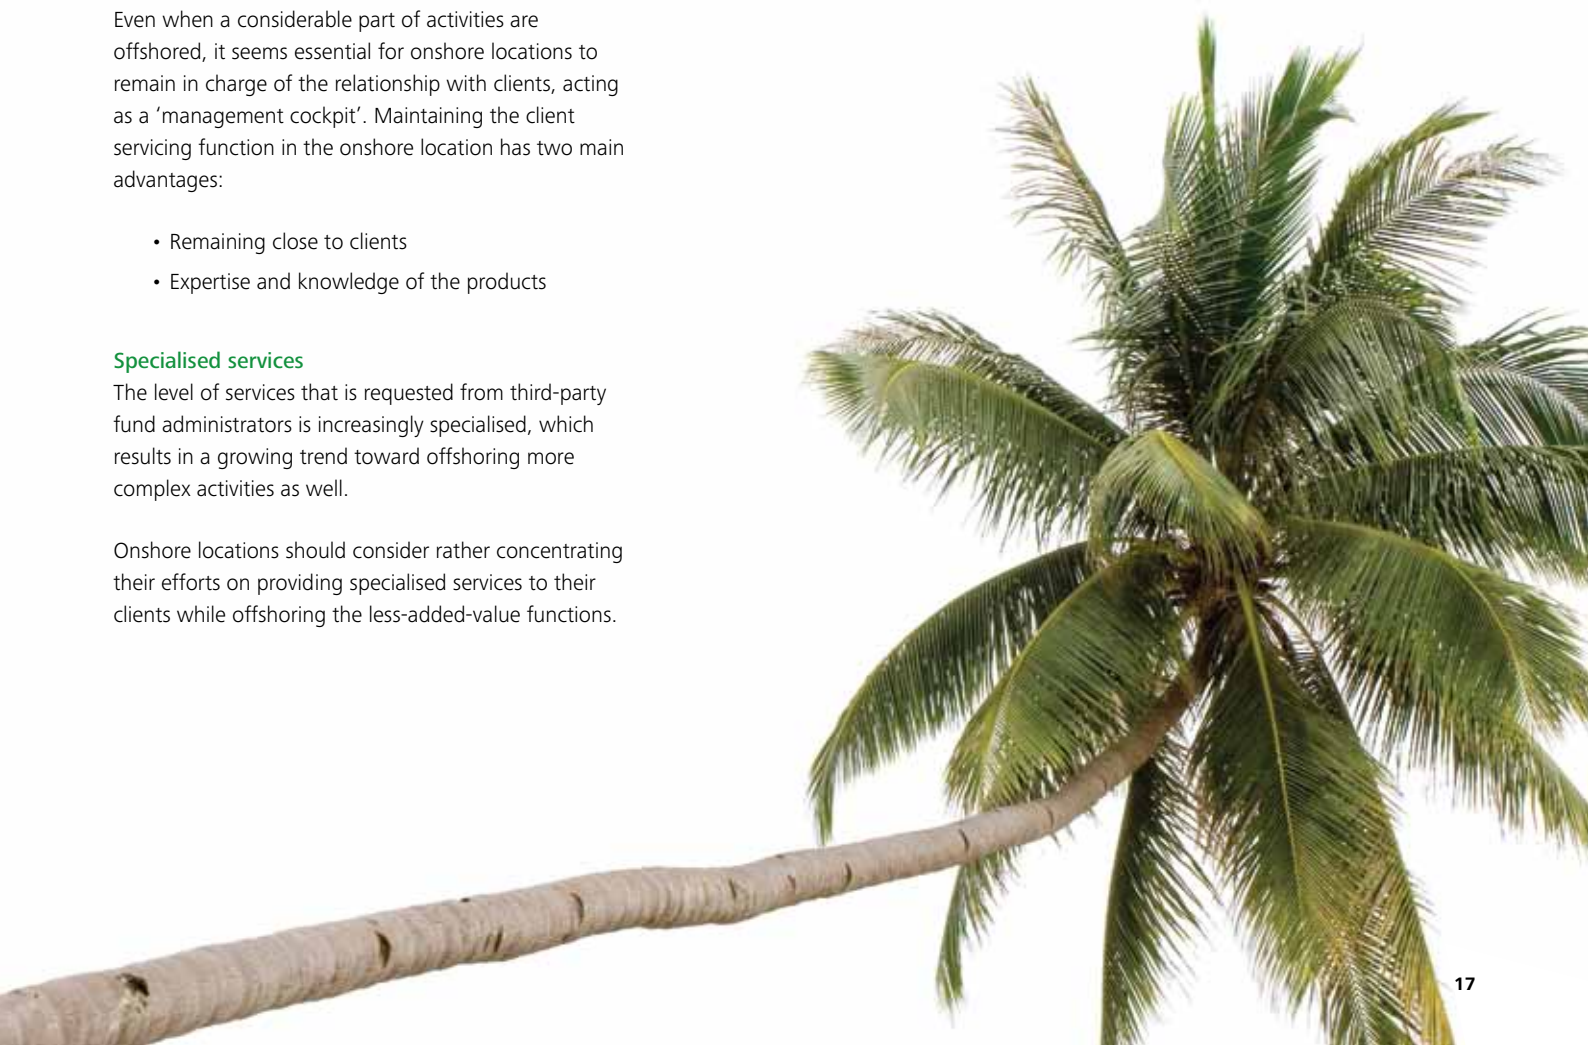 Even when a considerable part of activities are
offshored, it seems essential for onshore locations to
remain in charge of the relationship with clients, acting
as a ‘management cockpit’. Maintaining the client
servicing function in the onshore location has two main
advantages:
• Remaining close to clients
• Expertise and knowledge of the products
Specialised services
The level of services that is requested from third-party
fund administrators is increasingly specialised, which
results in a growing trend toward offshoring more
complex activities as well.
Onshore locations should consider rather concentrating
their efforts on providing specialised services to their
clients while offshoring the less-added-value functions.
17